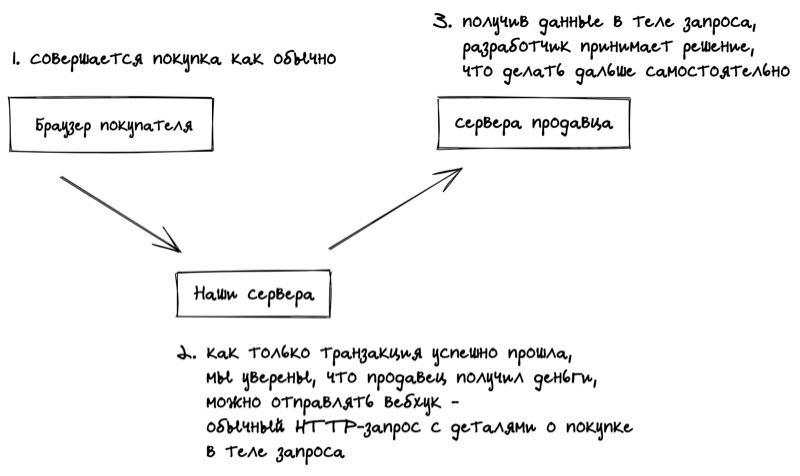 1. совершается покупка как обычно
Браузер покупателя
3. получив данные в теле запроса,
разработчик принимает решение,
что делать дальше самостоятельно
сервера продавца
Наши сервера
2. как только транзакция успешно прошла,
мы уверены, что продавец получил деньги,
можно отправлять вебхук -
обычный HTTP-запрос с деталями о покупке
в теле запроса